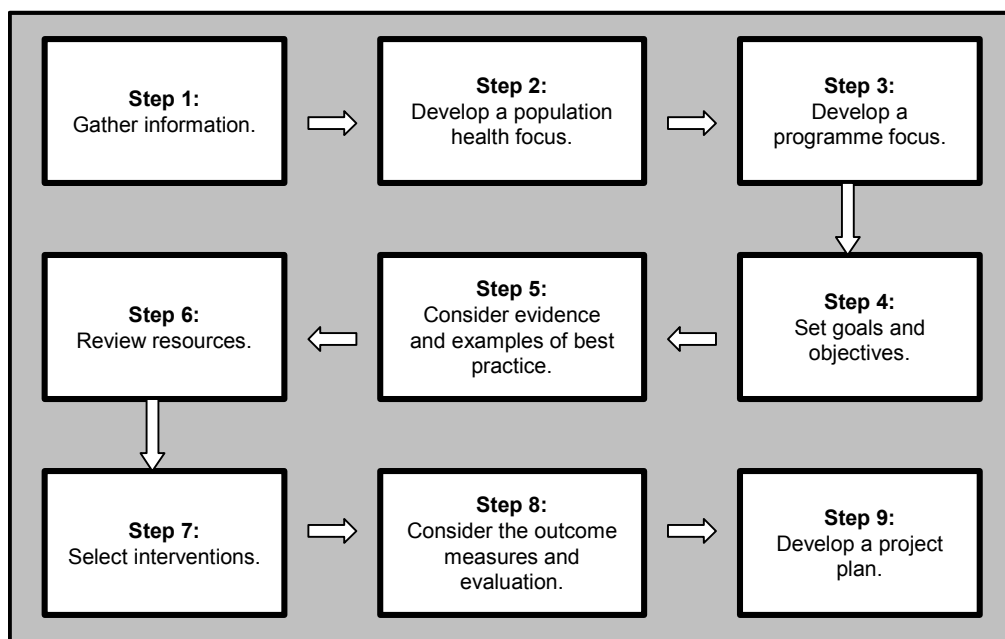 Step 1:
Gather information.
Step 2:
Develop a population
health focus.
Step 3:
Develop a
programme focus.
Step 4:
Set goals and
objectives.
Step 5:
Consider evidence
and examples of best
practice.
Step 6:
Review resources.
Step 7:
Select interventions.
Step 8:
Consider the outcome
measures and
evaluation.
Step 9:
Develop a project
plan.